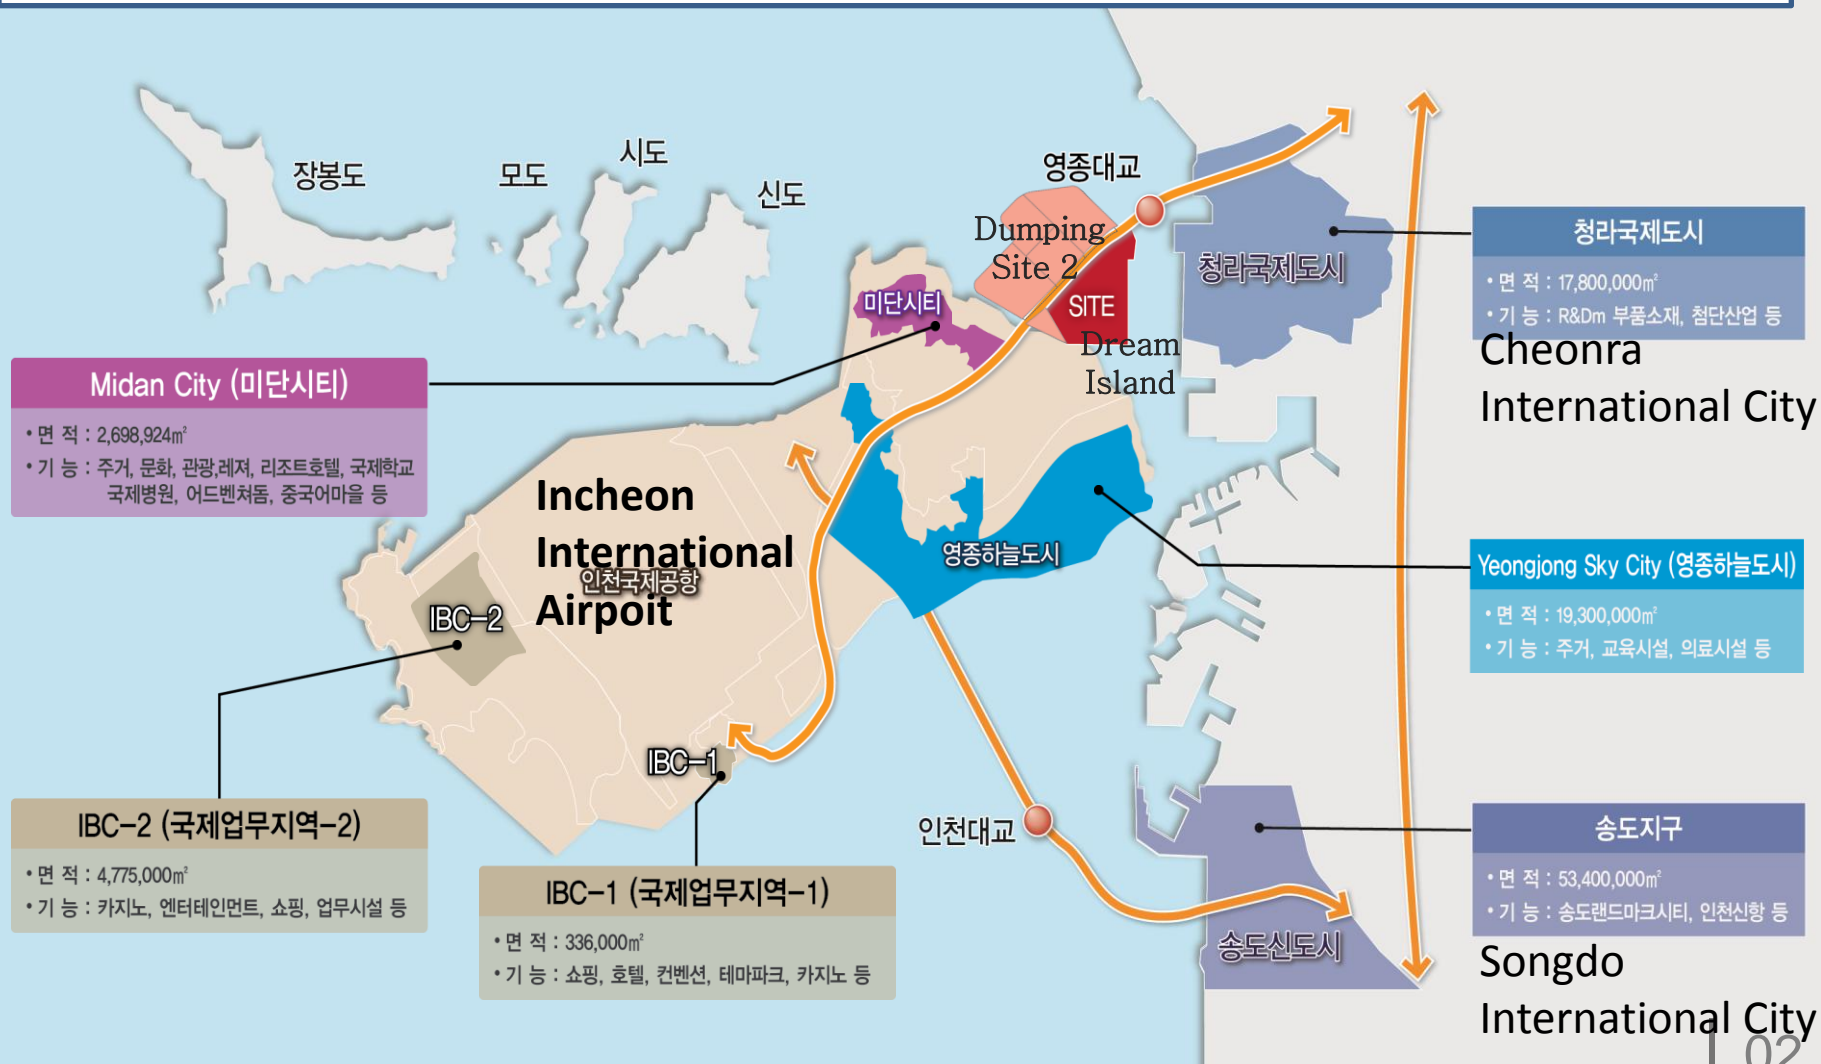 장봉도
모도
시도
신도
영종대교
Dumping
Site 2
SITE
Dream
Island
미단시티
청라국제도시
청라국제도시
• 면 적 : 17,800,000㎡
• 기 능 : R&Dm 부품소재, 첨단산업 등
Cheonra
International City
Midan City (미단시티)
• 면 적 : 2,698,924㎡
• 기 능 : 주거, 문화, 관광,레져, 리조트호텔, 국제학교
국제병원, 어드벤쳐돔, 중국어마을 등
Incheon
International
Airpoit
인천국제공항
영종하늘도시
Yeongjong Sky City (영종하늘도시)
• 면 적 : 19,300,000㎡
• 기 능 : 주거, 교육시설, 의료시설 등
IBC-2
IBC-1
IBC-2 (국제업무지역-2)
• 면 적 : 4,775,000㎡
• 기 능 : 카지노, 엔터테인먼트, 쇼핑, 업무시설 등
IBC-1 (국제업무지역-1)
• 면 적 : 336,000㎡
• 기 능 : 쇼핑, 호텔, 컨벤션, 테마파크, 카지노 등
인천대교
송도신도시
송도지구
• 면 적 : 53,400,000㎡
• 기 능 : 송도랜드마크시티, 인천신항 등
Songdo
International City
02